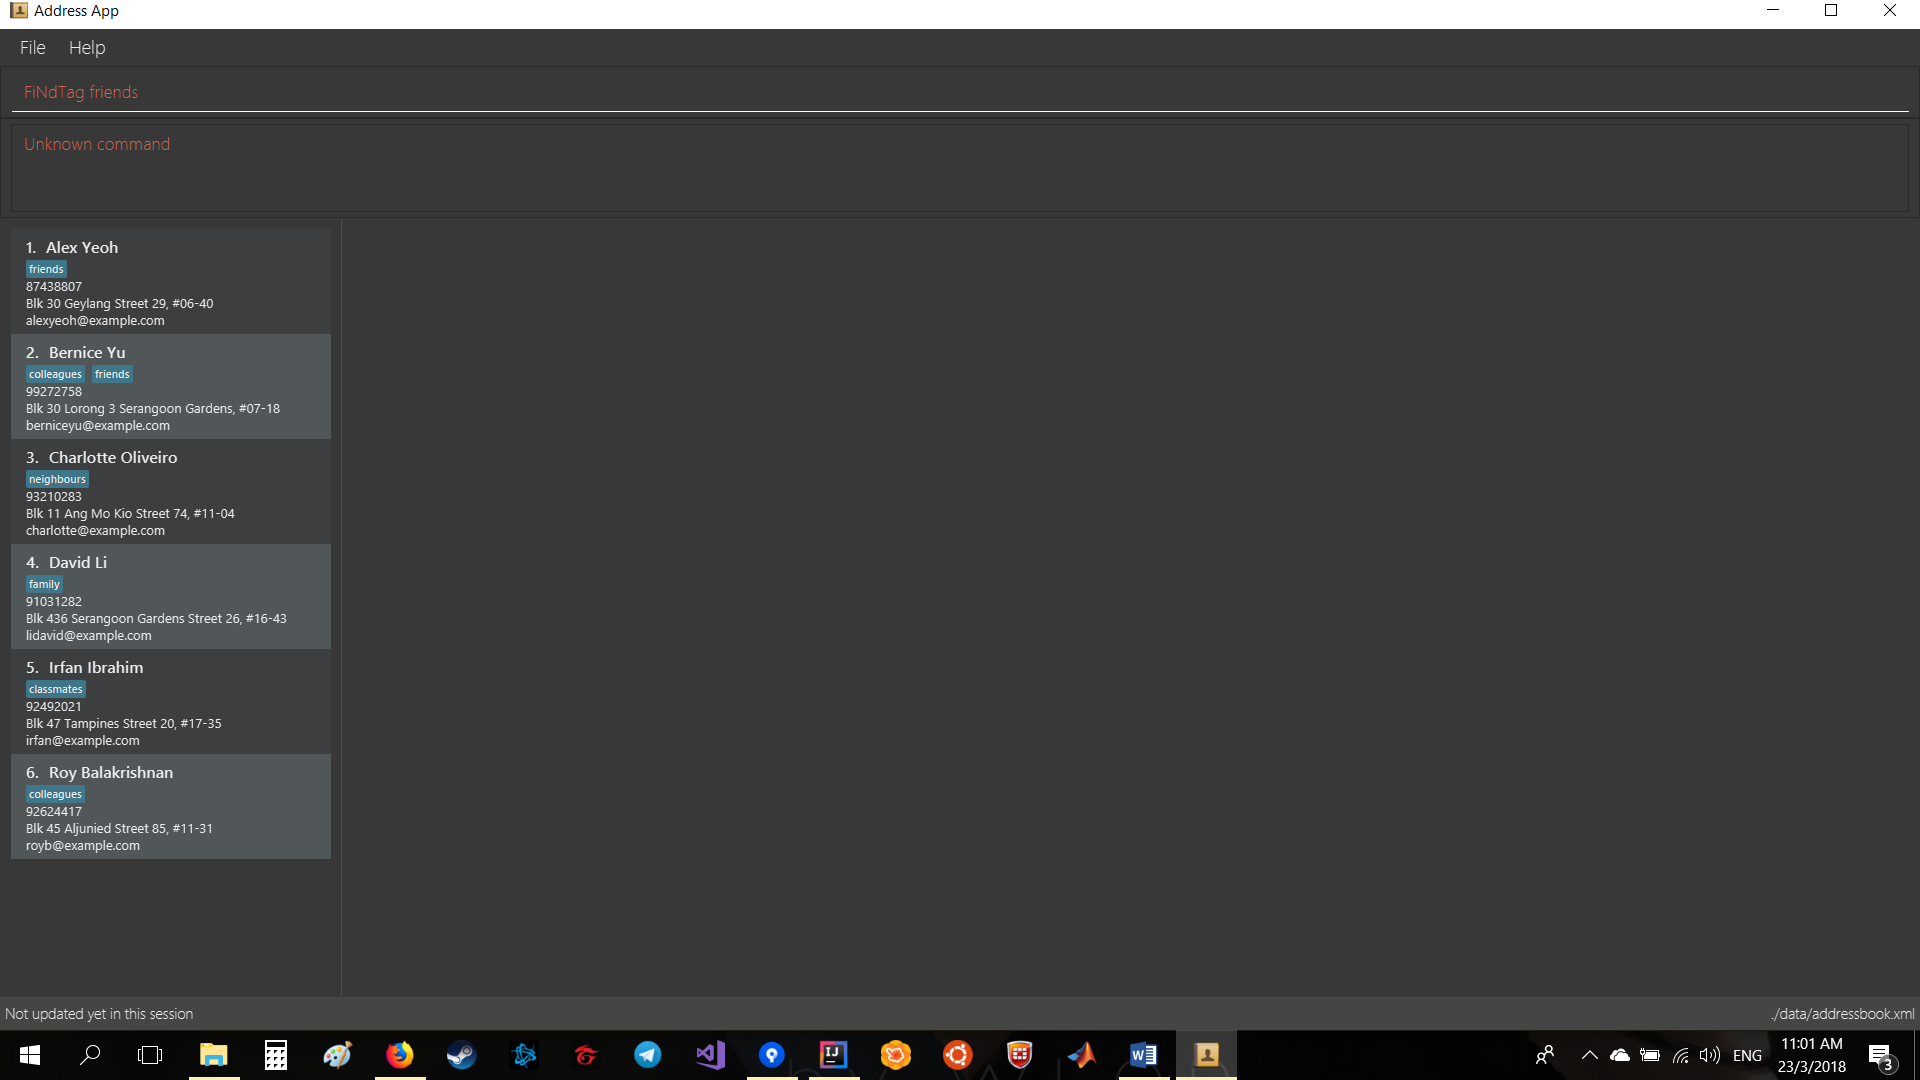 Address App
File Help
FiNdTag friends
Unknown command
1. Alex Yeoh
friends
87438807
Blk 30 Geylang Street 29, #06-40
alexyeoh@example.com
2. Bernice Yu
colleagues friends
99272758
Blk 30 Lorong 3 Serangoon Gardens, #07-18
berniceyu@example.com
3. Charlotte Oliveiro
neighbours
93210283
Blk 11 Ang Mo Kio Street 74, #11-04
charlotte@example.com
4. David Li
family
91031282
Blk 436 Serangoon Gardens Street 26, #16-43
lidavid@example.com
5. Irfan Ibrahim
classmates
92492021
Blk 47 Tampines Street 20, #17-35
irfan@example.com
6. Roy Balakrishnan
colleagues
92624417
Blk 45 Aljunied Street 85, #11-31
royb@example.com
Not updated yet in this session ./data/addressbook.xml
IJ
ENG
11:01 AM
23/3/2018
3